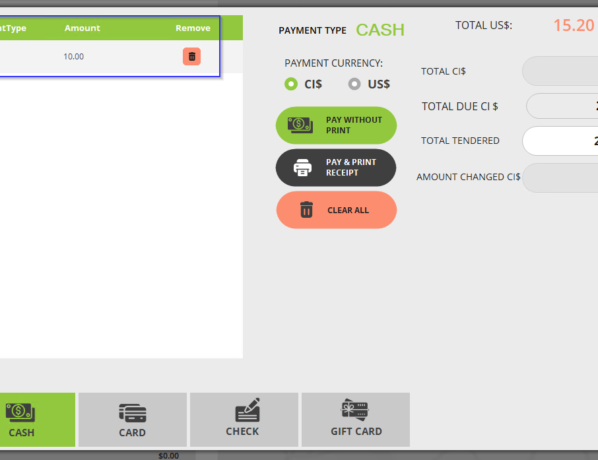 ntType Amount Remove
10.00
PAYMENT TYPE CASH
PAYMENT CURRENCY:
CI$ US$
PAY WITHOUT
PRINT
PAY & PRINT
RECEIPT
CLEAR ALL
TOTAL US$: 15.20
TOTAL CI$
TOTAL DUE CI $ 2
TOTAL TENDERED 2
AMOUNT CHANGED CI$
CASH CARD CHECK GIFT CARD
$0.00